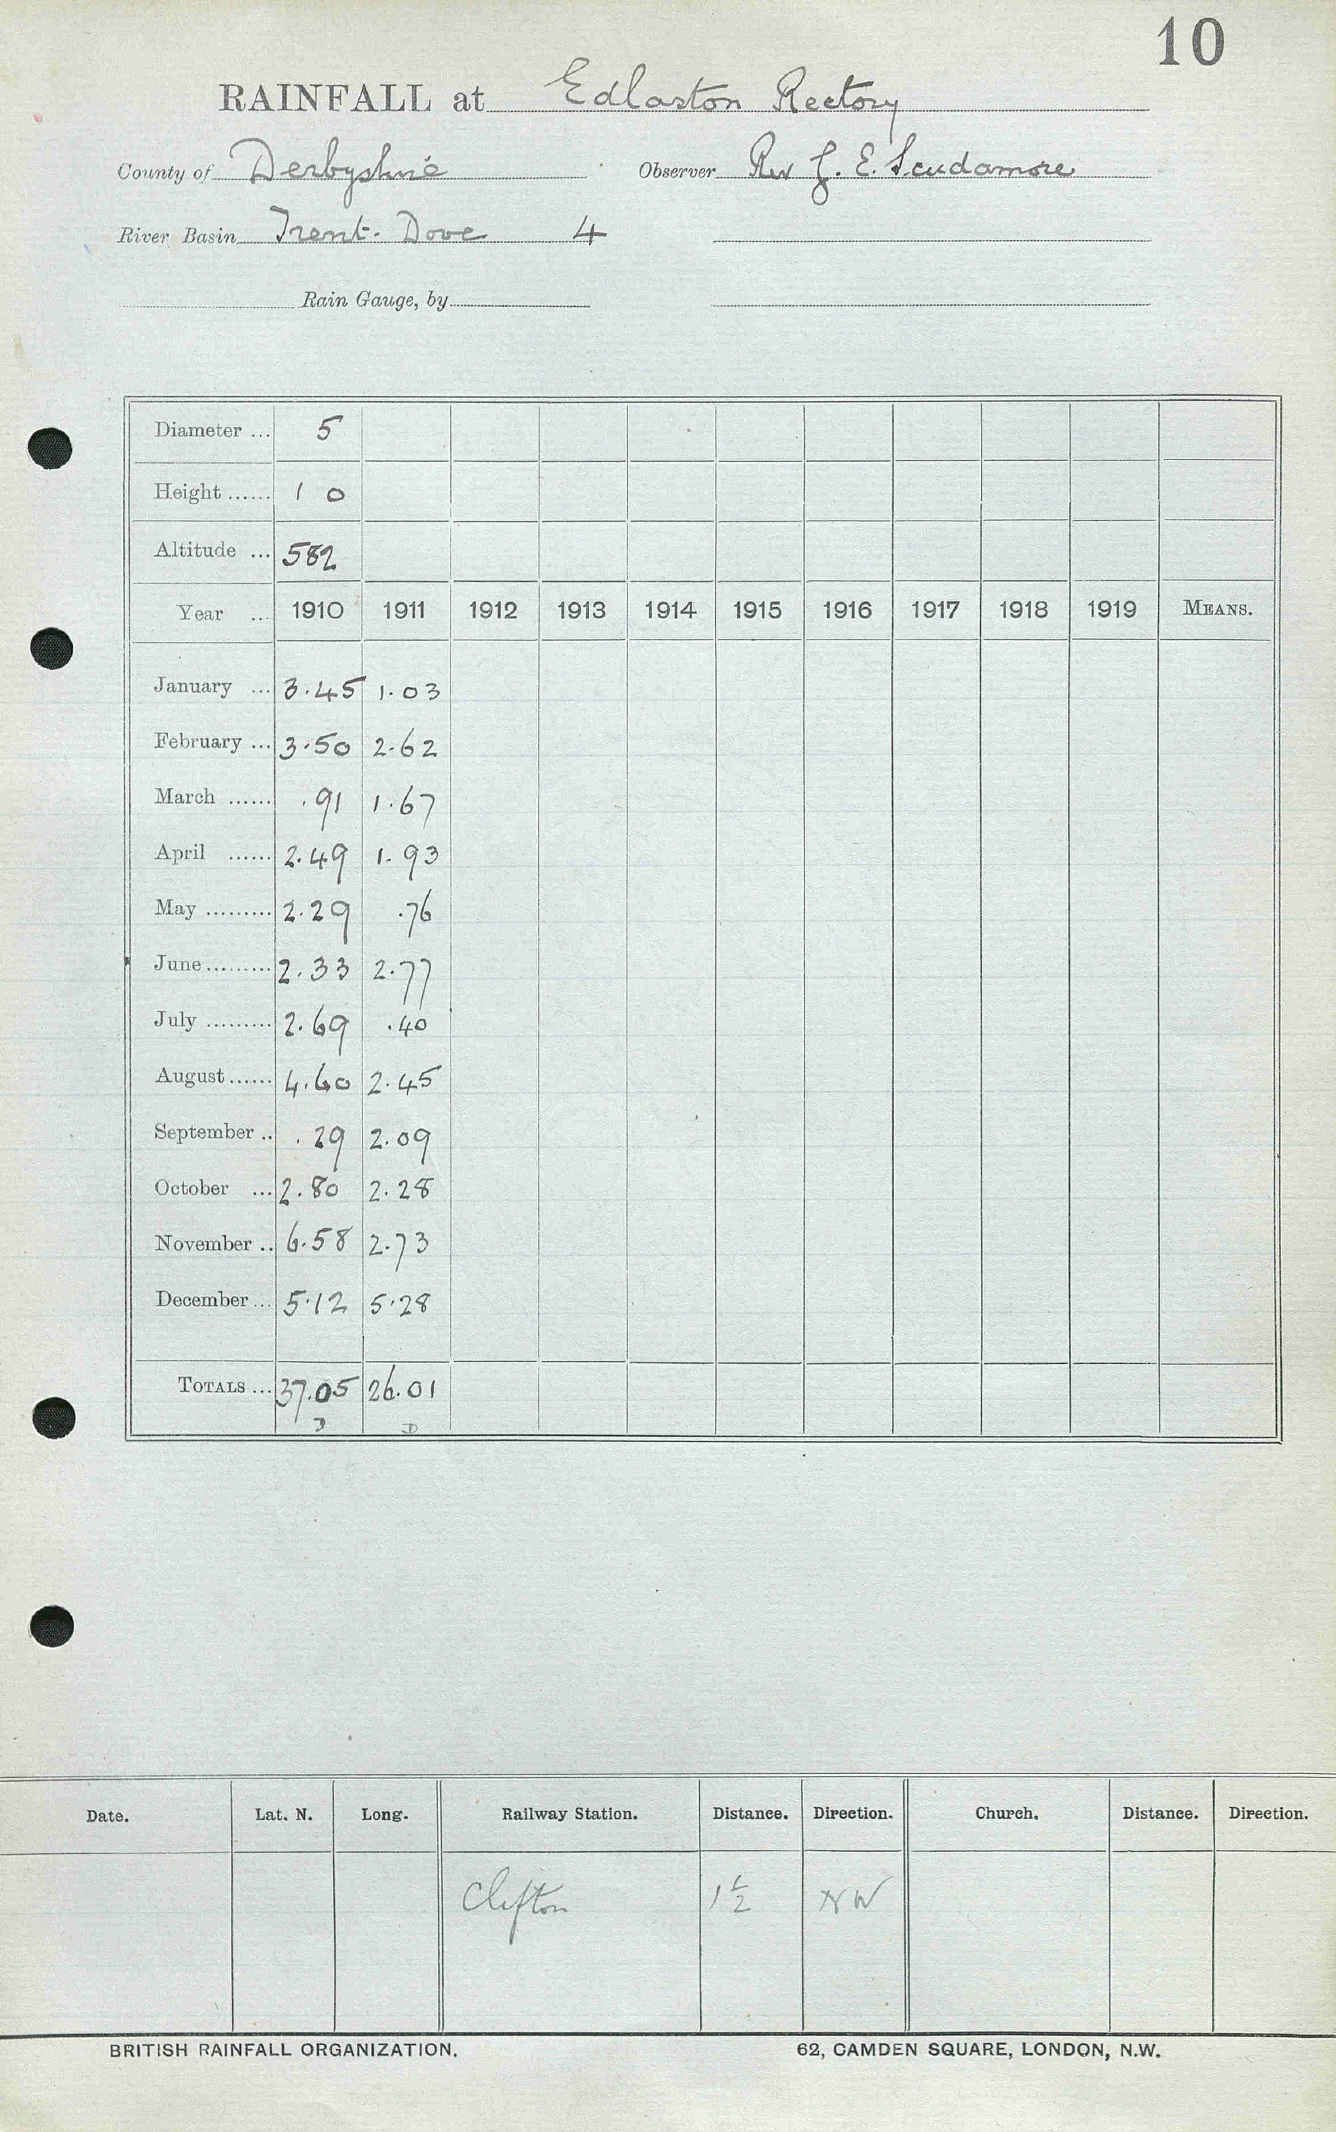 10
RAINFALL at Edlaston Rectory
County of Derbyshire Observer Rev J. E. Scudamore
River Basin Trent-Dove 4
Rain Gauge, by
Diameter ... 5
Height ...... 1 0
Altitude ... 582
Year ... 1910 1911 1912 1913 1914 1915 1916 1917 1918 1919 MEANS.
January ... 3.45 1.03
February ... 3.50 2.62
March ...... .91 1.67
April ...... 2.49 1.93
May ......... 2.29 .76
June ......... 2.33 2.77
July ......... 2.69 .40
August ...... 4.60 2.45
September .. .29 2.09
October ... 2.80 2.28
November .. 6.58 2.73
December ... 5.12 5.28
TOTALS ... 37.05 26.01
D D
Date. Lat. N. Long. Railway Station. Distance. Direction. Church. Distance. Direction.
Clifton 1½ NW
BRITISH RAINFALL ORGANIZATION. 62, CAMDEN SQUARE, LONDON, N.W.